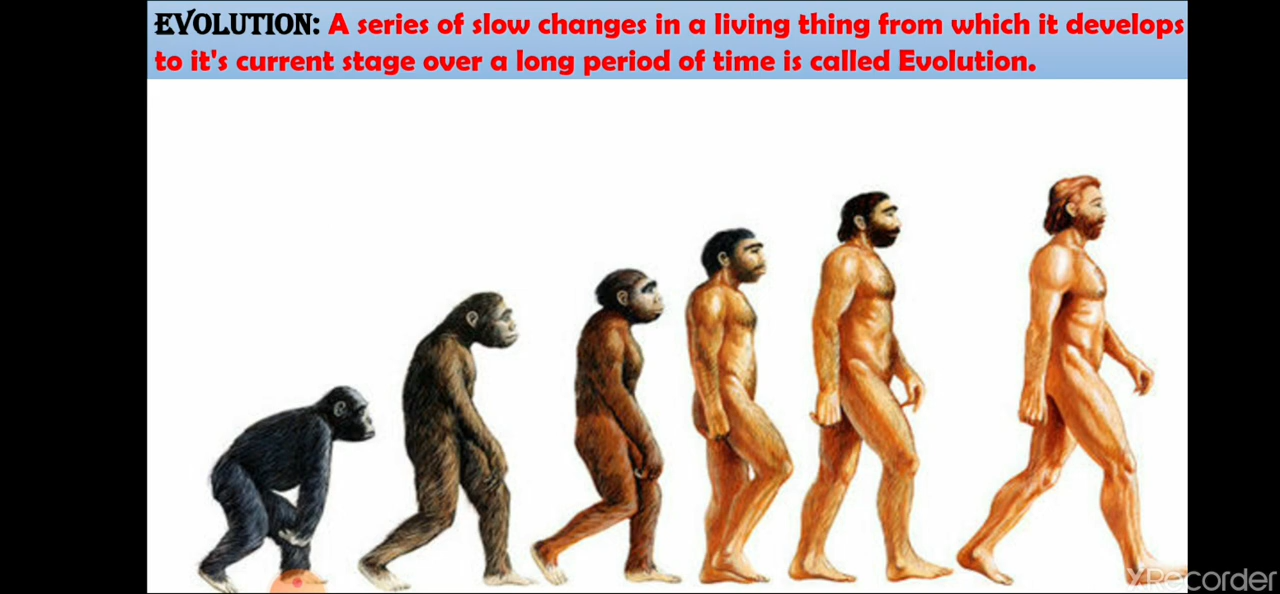 EVOLUTION: A series of slow changes in a living thing from which it develops
to it's current stage over a long period of time is called Evolution.
XRecorder